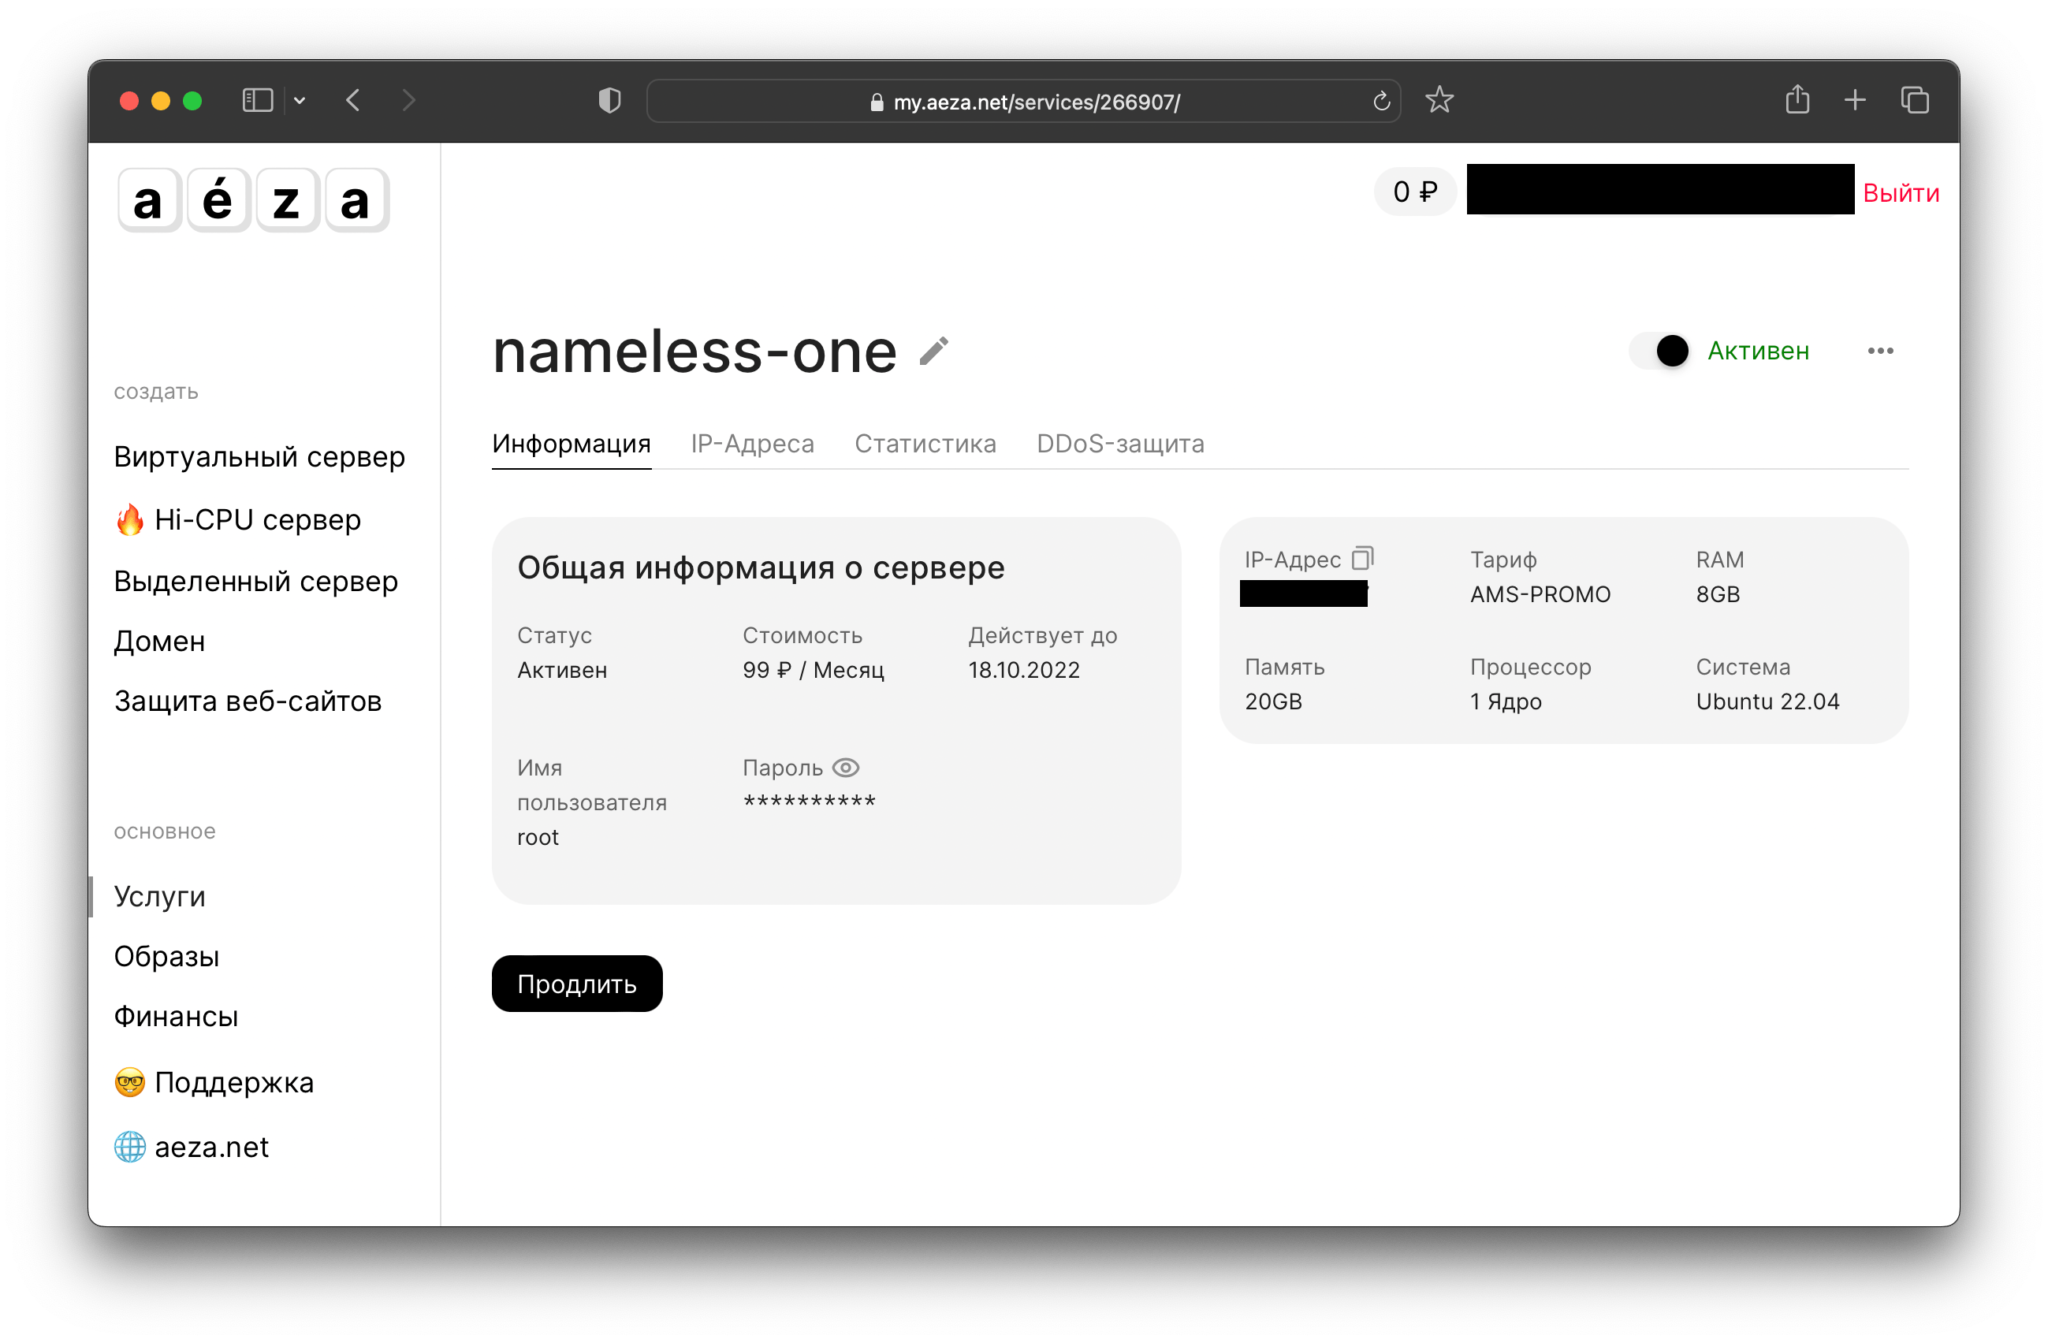 my.aeza.net/services/266907/
aéza
0 ₽
Выйти
nameless-one
Активен
создать
Виртуальный сервер
Hi-CPU сервер
Выделенный сервер
Домен
Защита веб-сайтов
основное
Услуги
Образы
Финансы
Поддержка
aeza.net
Информация IP-Адреса Статистика DDoS-защита
Общая информация о сервере
Статус
Активен
Стоимость
99 ₽ / Месяц
Действует до
18.10.2022
Имя
пользователя
root
Пароль
**********
IP-Адрес
Тариф
AMS-PROMO
RAM
8GB
Память
20GB
Процессор
1 Ядро
Система
Ubuntu 22.04
Продлить